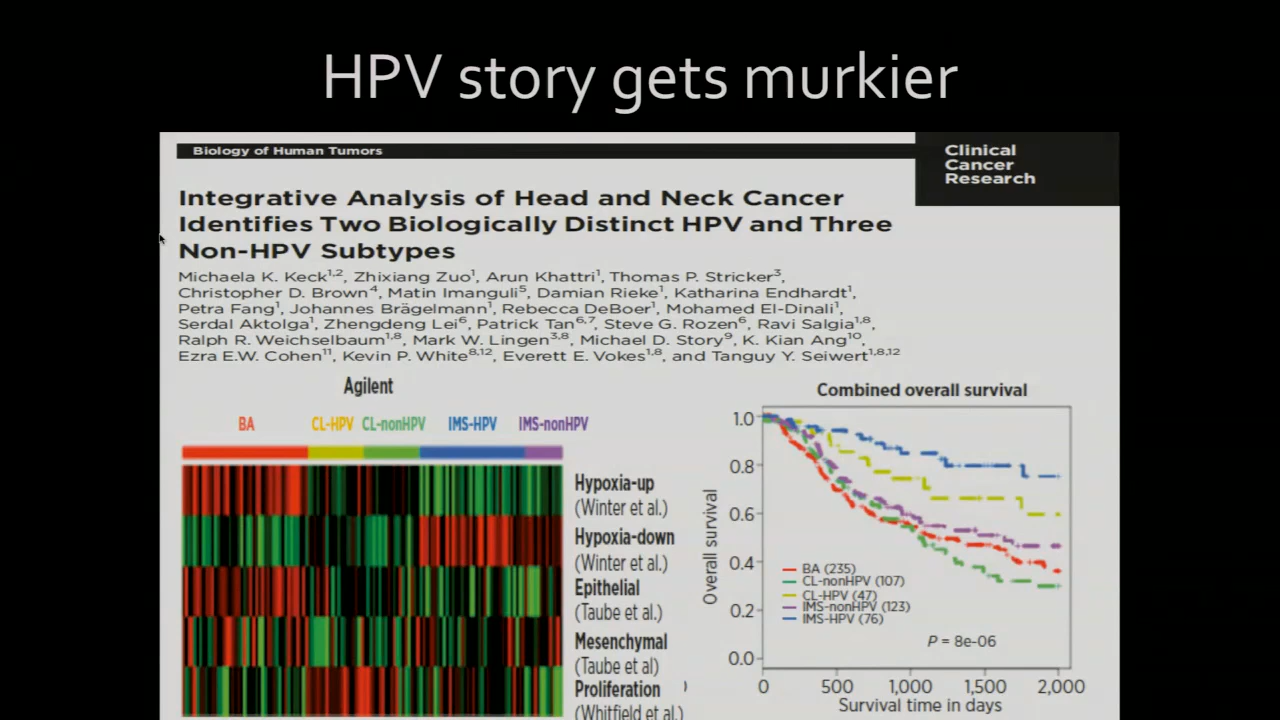 HPV story gets murkier
Biology of Human Tumors
Clinical
Cancer
Research
Integrative Analysis of Head and Neck Cancer
Identifies Two Biologically Distinct HPV and Three
Non-HPV Subtypes
Michaela K. Keck1,2, Zhixiang Zuo1, Arun Khattri1, Thomas P. Stricker3,
Christopher D. Brown4, Matin Imanguli5, Damian Rieke1, Katharina Endhardt1,
Petra Fang1, Johannes Brägelmann1, Rebecca DeBoer1, Mohamed El-Dinali1,
Serdal Aktolga1, Zhengdeng Lei6, Patrick Tan6,7, Steve G. Rozen6, Ravi Salgia1,8,
Ralph R. Weichselbaum1,8, Mark W. Lingen3,8, Michael D. Story9, K. Kian Ang10,
Ezra E.W. Cohen11, Kevin P. White8,12, Everett E. Vokes1,8, and Tanguy Y. Seiwert1,8,12
Agilent
BA CL-HPV CL-nonHPV IMS-HPV IMS-nonHPV
Hypoxia-up
(Winter et al.)
Hypoxia-down
(Winter et al.)
Epithelial
(Taube et al.)
Mesenchymal
(Taube et al)
Proliferation
(Whitfield et al.)
Combined overall survival
Overall survival
1.0
0.8
0.6
0.4
0.2
0.0
BA (235)
CL-nonHPV (107)
CL-HPV (47)
IMS-nonHPV (123)
IMS-HPV (76)
P = 8e-06
0 500 1,000 1,500 2,000
Survival time in days